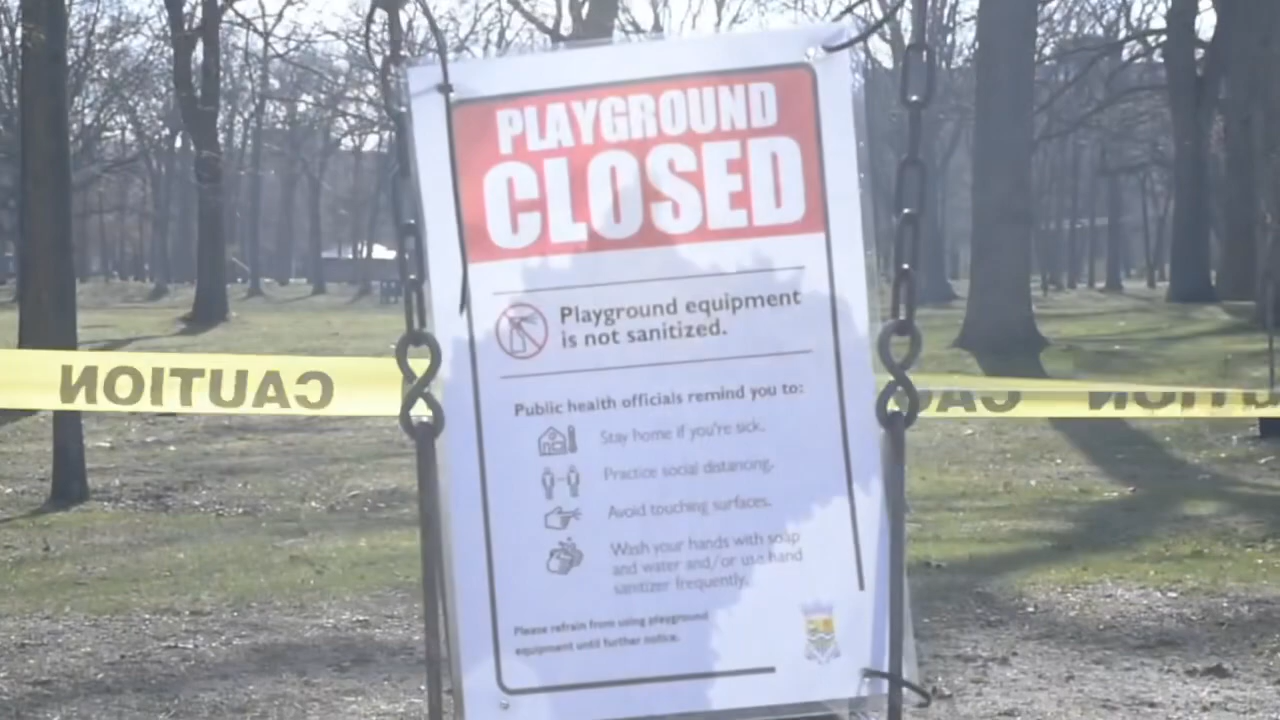 PLAYGROUND
CLOSED
Playground equipment
is not sanitized.
Public health officials remind you to:
Stay home if you're sick.
Practice social distancing.
Avoid touching surfaces.
Wash your hands with soap
and water and/or use hand
sanitizer frequently.
Please refrain from using playground
equipment until further notice.
CAUTION
CAU
UTION